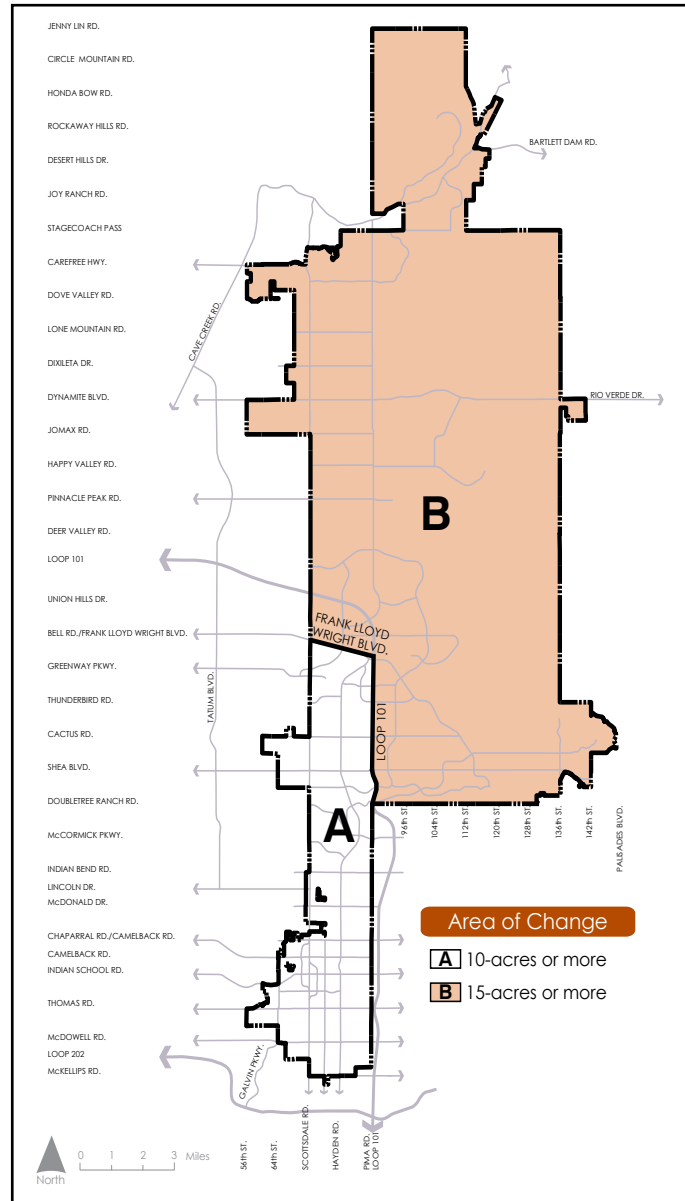 JENNY LIN RD.
CIRCLE MOUNTAIN RD.
HONDA BOW RD.
ROCKAWAY HILLS RD.
DESERT HILLS DR.
JOY RANCH RD.
STAGECOACH PASS
CAREFREE HWY.
DOVE VALLEY RD.
LONE MOUNTAIN RD.
DIXILETA DR.
DYNAMITE BLVD.
JOMAX RD.
HAPPY VALLEY RD.
PINNACLE PEAK RD.
DEER VALLEY RD.
LOOP 101
UNION HILLS DR.
BELL RD./FRANK LLOYD WRIGHT BLVD.
GREENWAY PKWY.
THUNDERBIRD RD.
CACTUS RD.
SHEA BLVD.
DOUBLETREE RANCH RD.
McCORMICK PKWY.
INDIAN BEND RD.
LINCOLN DR.
McDONALD DR.
CHAPARRAL RD./CAMELBACK RD.
CAMELBACK RD.
INDIAN SCHOOL RD.
THOMAS RD.
McDOWELL RD.
LOOP 202
McKELLIPS RD.
BARTLETT DAM RD.
CAVE CREEK RD.
RIO VERDE DR.
B
FRANK LLOYD
WRIGHT BLVD.
TATUM BLVD.
LOOP 101
A
96th ST.
104th ST.
112th ST.
120th ST.
128th ST.
136th ST.
142th ST.
PALISADES BLVD.
Area of Change
A 10-acres or more
B 15-acres or more
GALVIN PKWY.
56th ST.
64th ST.
SCOTTSDALE RD.
HAYDEN RD.
PIMA RD.
LOOP 101
North
0 1 2 3 Miles